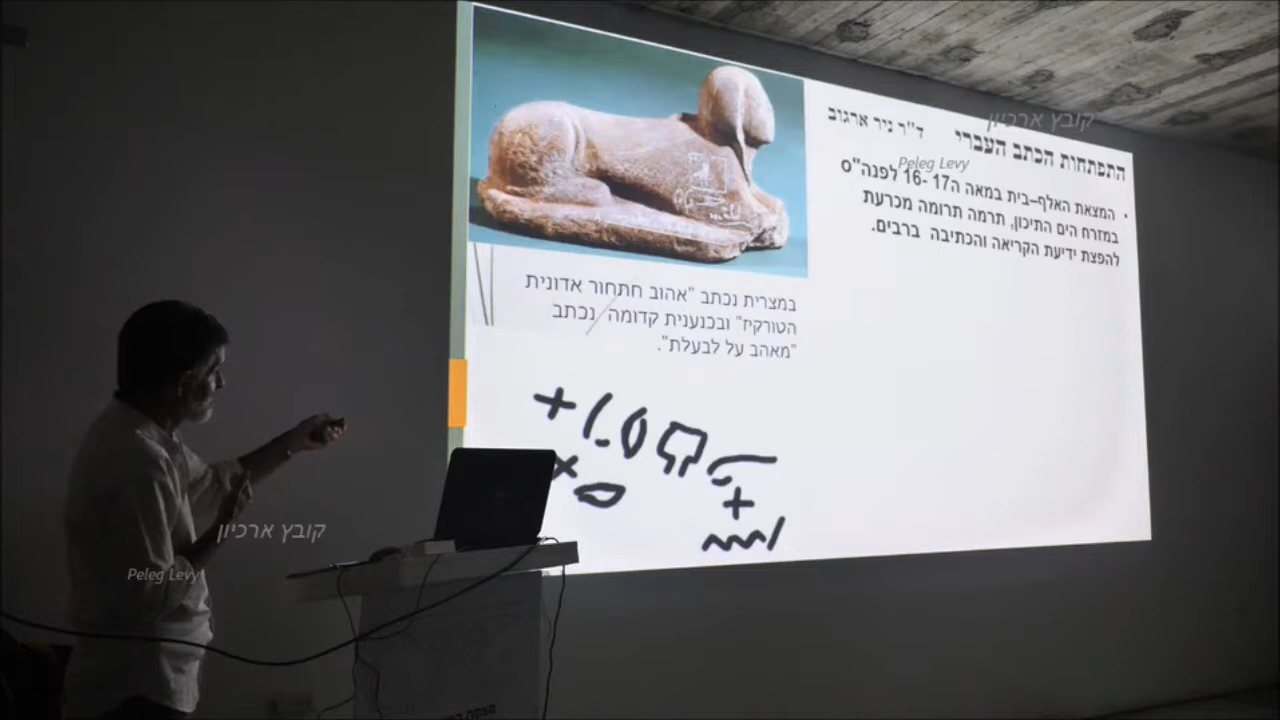 התפתחות הכתב העברי ד"ר ניר ארגוב
• המצאת האלף–בית במאה ה17 -16 לפנה"ס
במזרח הים התיכון, תרמה תרומה מכרעת
להפצת ידיעת הקריאה והכתיבה ברבים.
במצרית נכתב "אהוב חתחור אדונית
הטורקיז" ובכנענית קדומה נכתב
"מאהב על לבעלת".
קובץ ארכיון
Peleg Levy
קובץ ארכיון
Peleg Levy